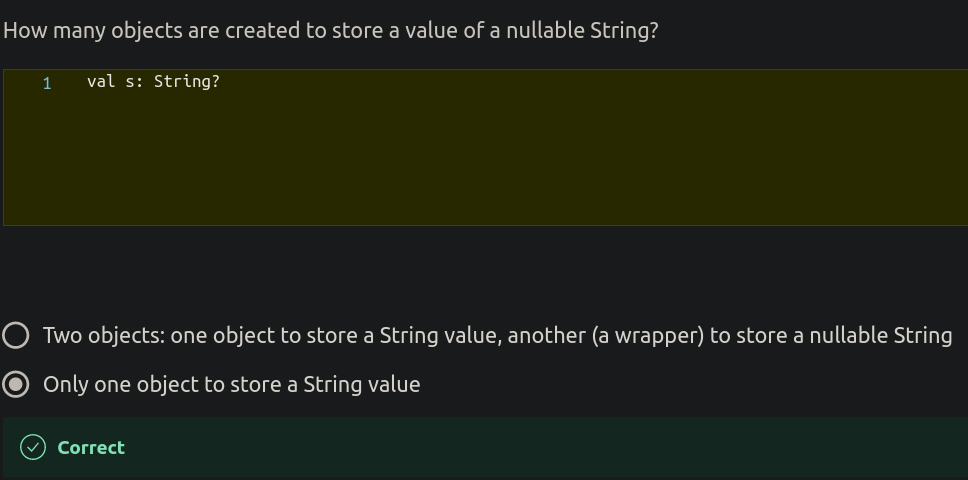 How many objects are created to store a value of a nullable String?
1 val s: String?
Two objects: one object to store a String value, another (a wrapper) to store a nullable String
Only one object to store a String value
Correct